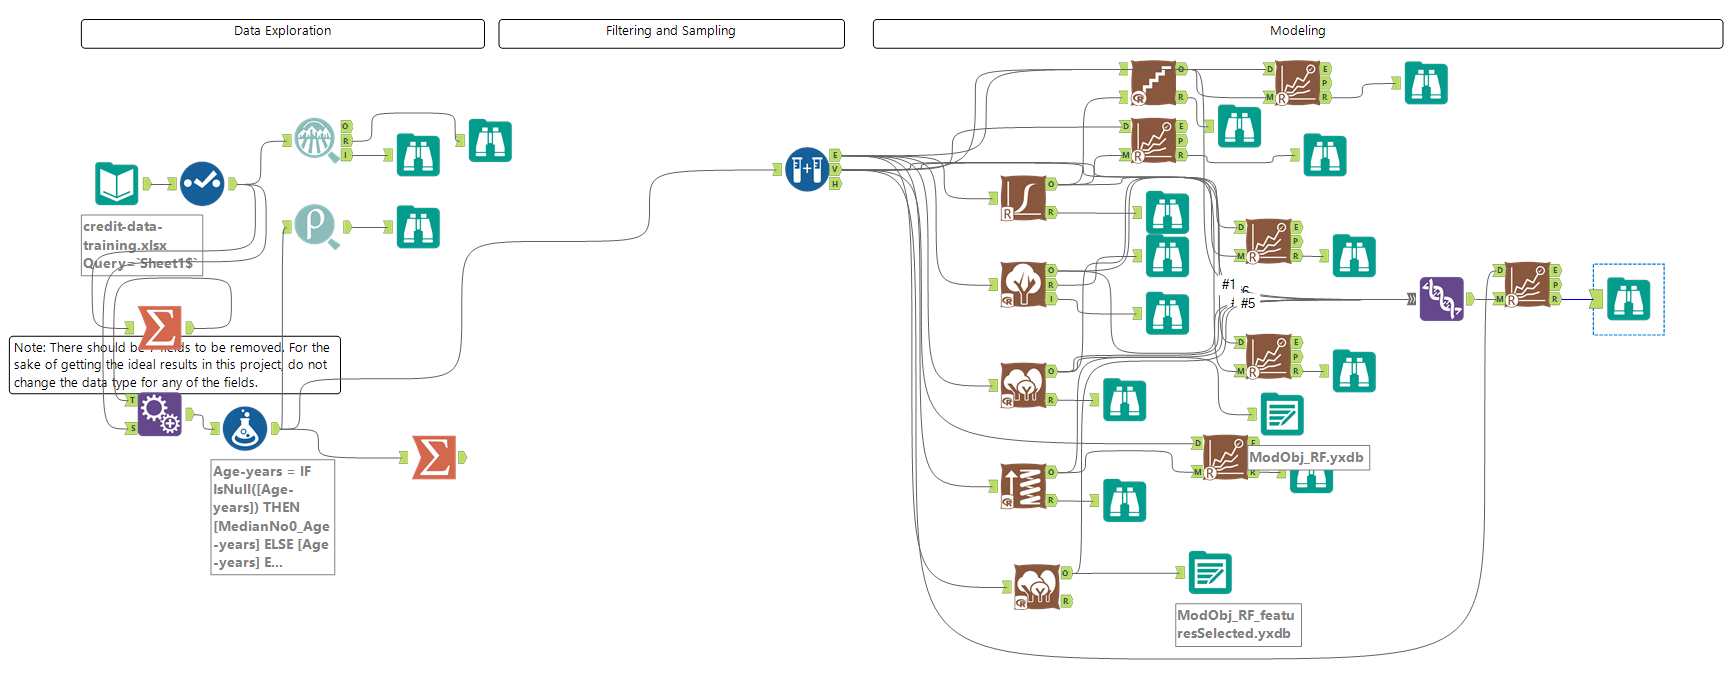 Data Exploration
Filtering and Sampling
Modeling
credit-data-
training.xlsx
Query=`Sheet1$`
Note: There should be 7 fields to be removed. For the
sake of getting the ideal results in this project, do not
change the data type for any of the fields.
Age-years = IF
IsNull([Age-
years]) THEN
[MedianNo0_Age
-years] ELSE [Age
-years] E...
#1
#5
ModObj_RF.yxdb
ModObj_RF_featu
resSelected.yxdb